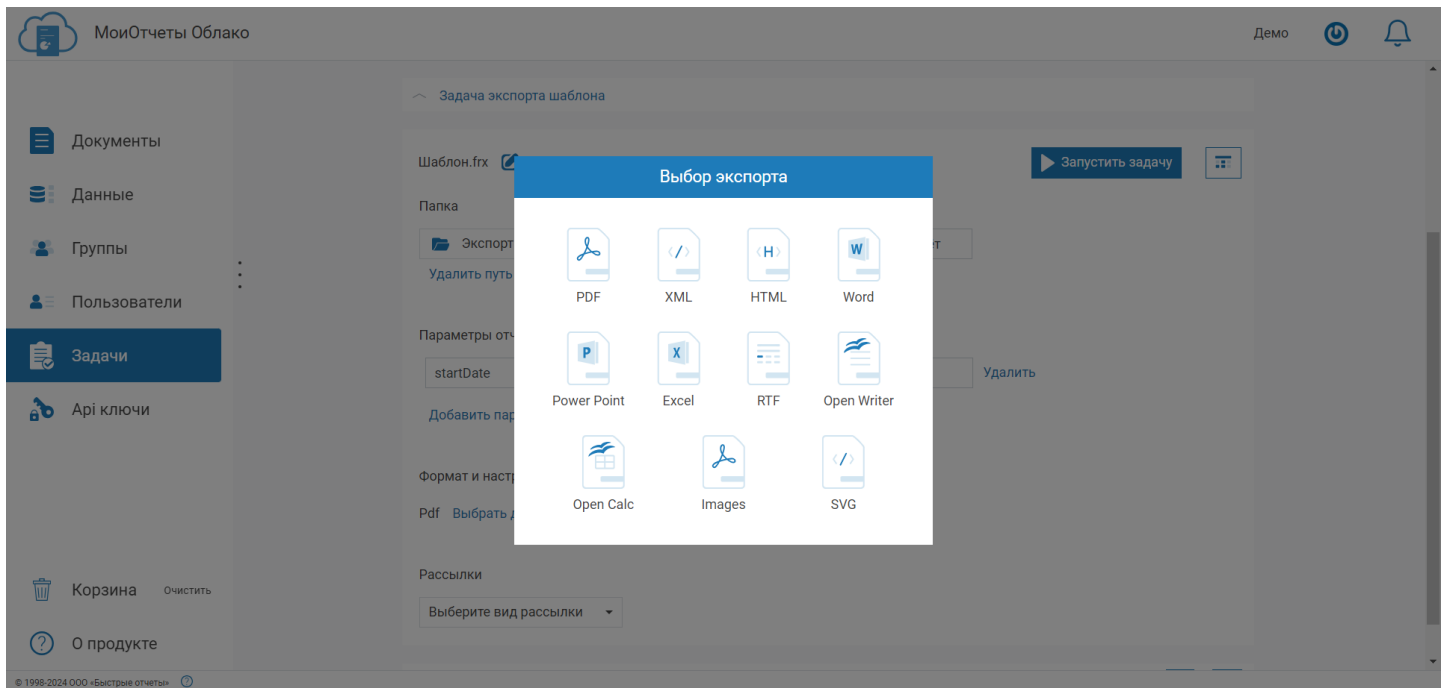 МоиОтчеты Облако
Демо
Задача экспорта шаблона
Документы
Данные
Группы
Пользователи
Задачи
Api ключи
Корзина Очистить
О продукте
© 1998-2024 ООО «Быстрые отчеты» ?
Шаблон.frx
Запустить задачу
Папка
Экспорт
Удалить путь
Параметры отч
startDate
Удалить
Добавить пар
Формат и настр
Pdf Выбрать
Рассылки
Выберите вид рассылки
Выбор экспорта
PDF XML HTML Word
Power Point Excel RTF Open Writer
Open Calc Images SVG